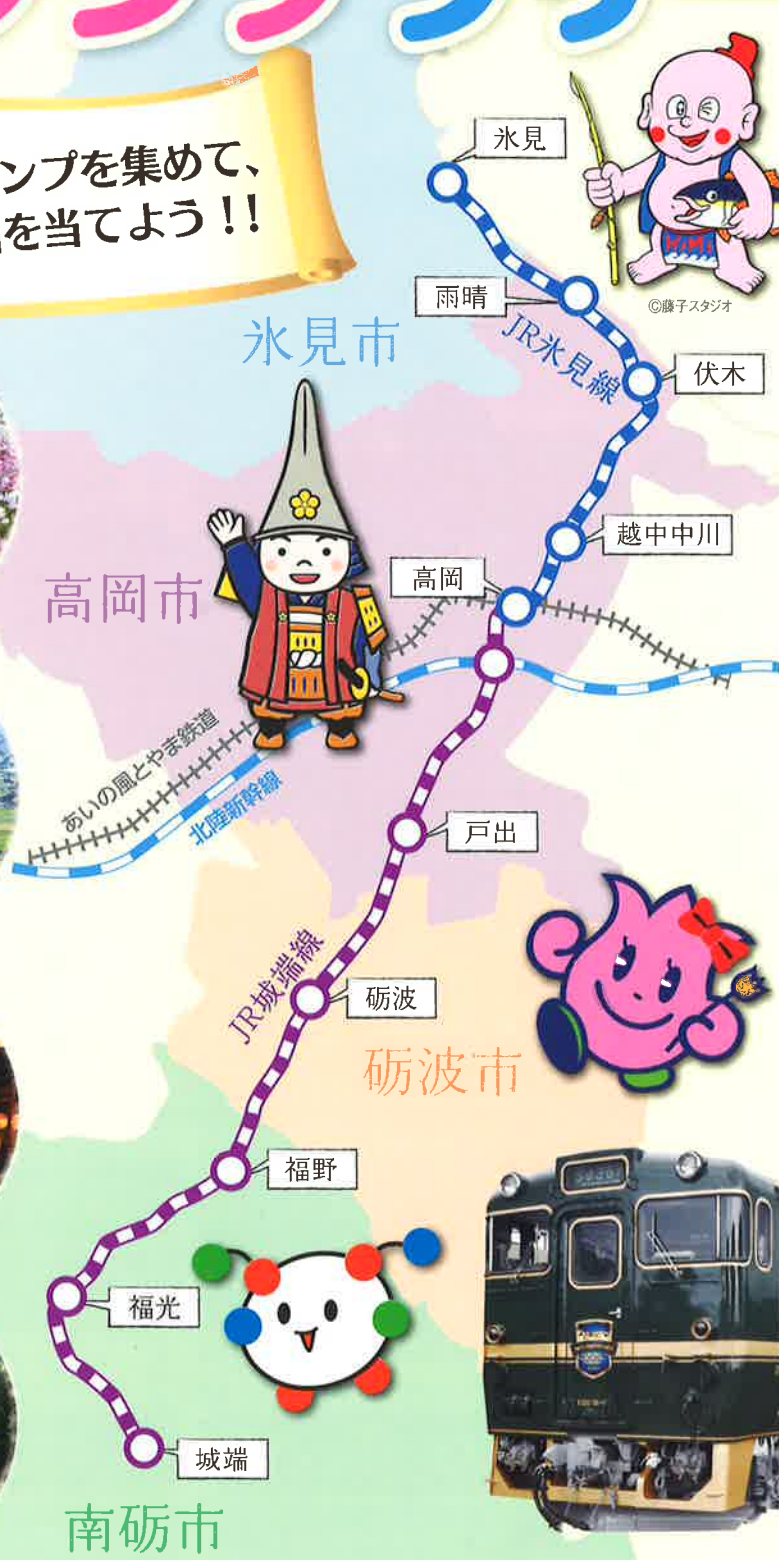 ンプを集めて、
を当てよう!!
氷見
©藤子スタジオ
雨晴
JR氷見線
氷見市
伏木
越中中川
高岡
高岡市
あいの風とやま鉄道
北陸新幹線
戸出
JR城端線
砺波
砺波市
福野
福光
城端
南砺市